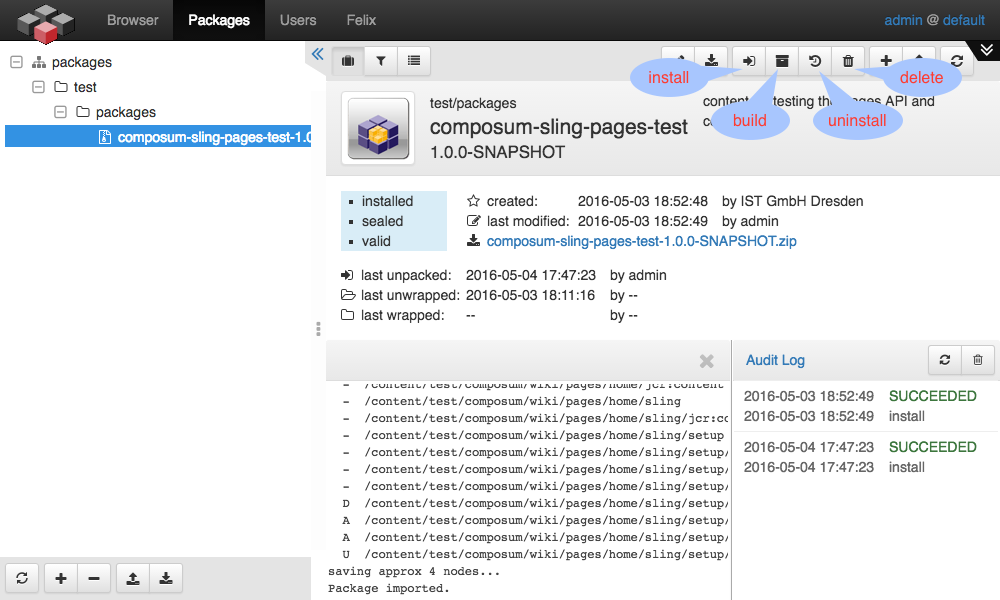 Browser Packages Users Felix admin @ default
packages
test
packages
composum-sling-pages-test-1.0
install
delete
build
uninstall
test/packages
composum-sling-pages-test
1.0.0-SNAPSHOT
installed
sealed
valid
created: 2016-05-03 18:52:48 by IST GmbH Dresden
last modified: 2016-05-03 18:52:49 by admin
composum-sling-pages-test-1.0.0-SNAPSHOT.zip
last unpacked: 2016-05-04 17:47:23 by admin
last unwrapped: 2016-05-03 18:11:16 by --
last wrapped: -- by --
- /content/test/composum/wiki/pages/home/jcr:content
- /content/test/composum/wiki/pages/home/sling
- /content/test/composum/wiki/pages/home/sling/jcr:co
- /content/test/composum/wiki/pages/home/sling/setup
- /content/test/composum/wiki/pages/home/sling/setup/
- /content/test/composum/wiki/pages/home/sling/setup/
- /content/test/composum/wiki/pages/home/sling/setup/
D /content/test/composum/wiki/pages/home/sling/setup/
A /content/test/composum/wiki/pages/home/sling/setup/
A /content/test/composum/wiki/pages/home/sling/setup/
U /content/test/composum/wiki/pages/home/sling/setup/
saving approx 4 nodes...
Package imported.
Audit Log
2016-05-03 18:52:49 SUCCEEDED
2016-05-03 18:52:49 install
2016-05-04 17:47:23 SUCCEEDED
2016-05-04 17:47:23 install